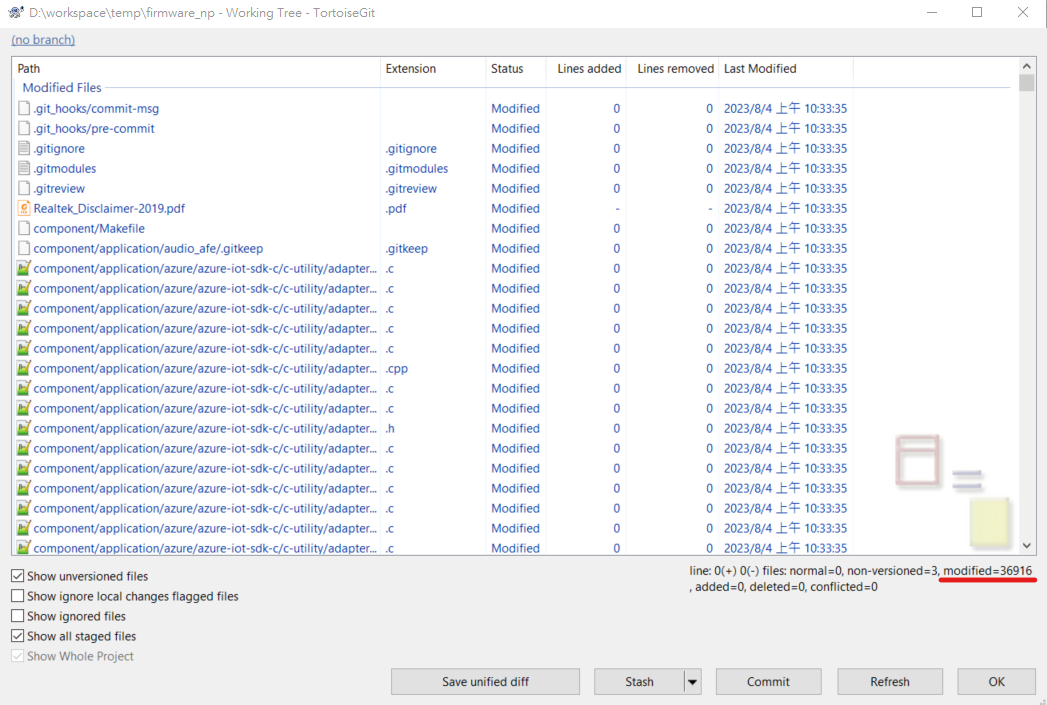 D:\workspace\temp\firmware_np - Working Tree - TortoiseGit
(no branch)
Path Extension Status Lines added Lines removed Last Modified
Modified Files
.git_hooks/commit-msg Modified 0 0 2023/8/4 上午 10:33:35
.git_hooks/pre-commit Modified 0 0 2023/8/4 上午 10:33:35
.gitignore .gitignore Modified 0 0 2023/8/4 上午 10:33:35
.gitmodules .gitmodules Modified 0 0 2023/8/4 上午 10:33:35
.gitreview .gitreview Modified 0 0 2023/8/4 上午 10:33:35
Realtek_Disclaimer-2019.pdf .pdf Modified - - 2023/8/4 上午 10:33:35
component/Makefile Modified 0 0 2023/8/4 上午 10:33:35
component/application/audio_afe/.gitkeep .gitkeep Modified 0 0 2023/8/4 上午 10:33:35
component/application/azure/azure-iot-sdk-c/c-utility/adapter... .c Modified 0 0 2023/8/4 上午 10:33:35
component/application/azure/azure-iot-sdk-c/c-utility/adapter... .c Modified 0 0 2023/8/4 上午 10:33:35
component/application/azure/azure-iot-sdk-c/c-utility/adapter... .c Modified 0 0 2023/8/4 上午 10:33:35
component/application/azure/azure-iot-sdk-c/c-utility/adapter... .c Modified 0 0 2023/8/4 上午 10:33:35
component/application/azure/azure-iot-sdk-c/c-utility/adapter... .c Modified 0 0 2023/8/4 上午 10:33:35
component/application/azure/azure-iot-sdk-c/c-utility/adapter... .cpp Modified 0 0 2023/8/4 上午 10:33:35
component/application/azure/azure-iot-sdk-c/c-utility/adapter... .c Modified 0 0 2023/8/4 上午 10:33:35
component/application/azure/azure-iot-sdk-c/c-utility/adapter... .c Modified 0 0 2023/8/4 上午 10:33:35
component/application/azure/azure-iot-sdk-c/c-utility/adapter... .h Modified 0 0 2023/8/4 上午 10:33:35
component/application/azure/azure-iot-sdk-c/c-utility/adapter... .c Modified 0 0 2023/8/4 上午 10:33:35
component/application/azure/azure-iot-sdk-c/c-utility/adapter... .c Modified 0 0 2023/8/4 上午 10:33:35
component/application/azure/azure-iot-sdk-c/c-utility/adapter... .c Modified 0 0 2023/8/4 上午 10:33:35
component/application/azure/azure-iot-sdk-c/c-utility/adapter... .c Modified 0 0 2023/8/4 上午 10:33:35
component/application/azure/azure-iot-sdk-c/c-utility/adapter... .c Modified 0 0 2023/8/4 上午 10:33:35
component/application/azure/azure-iot-sdk-c/c-utility/adapter... .c Modified 0 0 2023/8/4 上午 10:33:35
line: 0(+) 0(-) files: normal=0, non-versioned=3, modified=36916
, added=0, deleted=0, conflicted=0
Show unversioned files
Show ignore local changes flagged files
Show ignored files
Show all staged files
Show Whole Project
Save unified diff Stash Commit Refresh OK